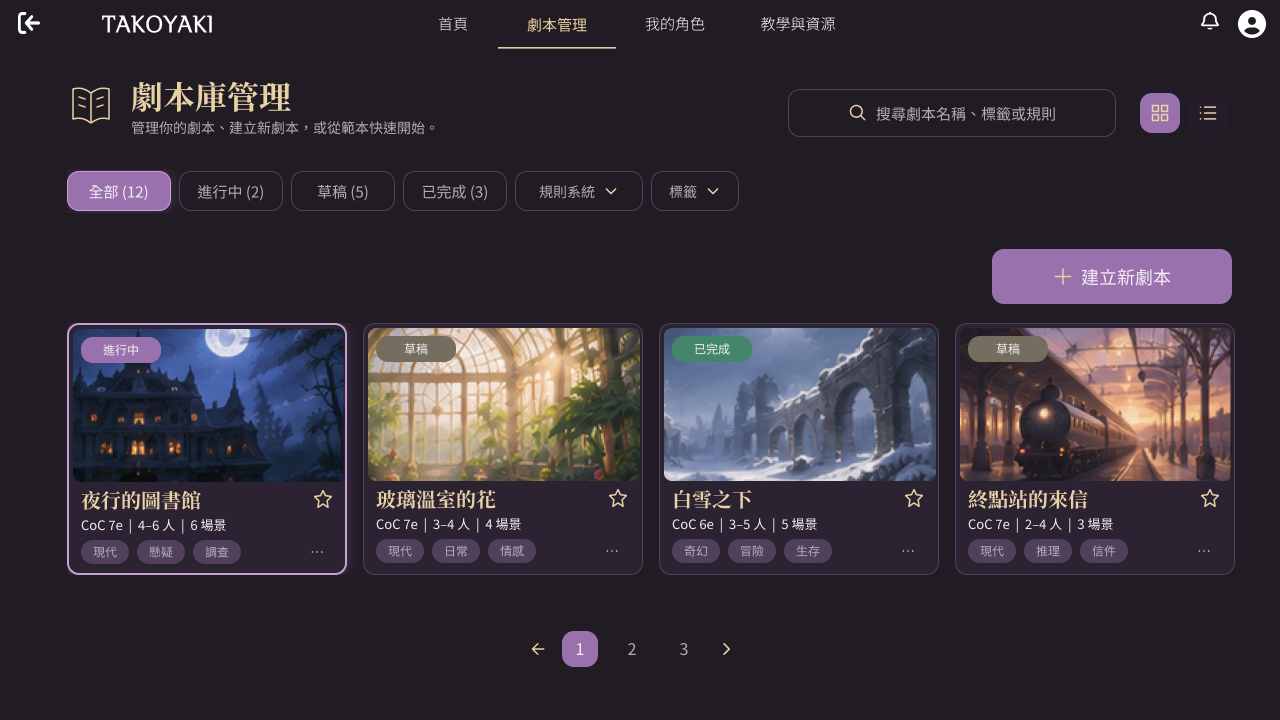 TAKOYAKI
首頁
劇本管理
我的角色
教學與資源
劇本庫管理
管理你的劇本、建立新劇本，或從範本快速開始。
搜尋劇本名稱、標籤或規則
全部 (12)
進行中 (2)
草稿 (5)
已完成 (3)
規則系統
標籤
建立新劇本
進行中
夜行的圖書館
CoC 7e｜4–6 人｜6 場景
現代
懸疑
調查
...
草稿
玻璃溫室的花
CoC 7e｜3–4 人｜4 場景
現代
日常
情感
...
已完成
白雪之下
CoC 6e｜3–5 人｜5 場景
奇幻
冒險
生存
...
草稿
終點站的來信
CoC 7e｜2–4 人｜3 場景
現代
推理
信件
...
1
2
3